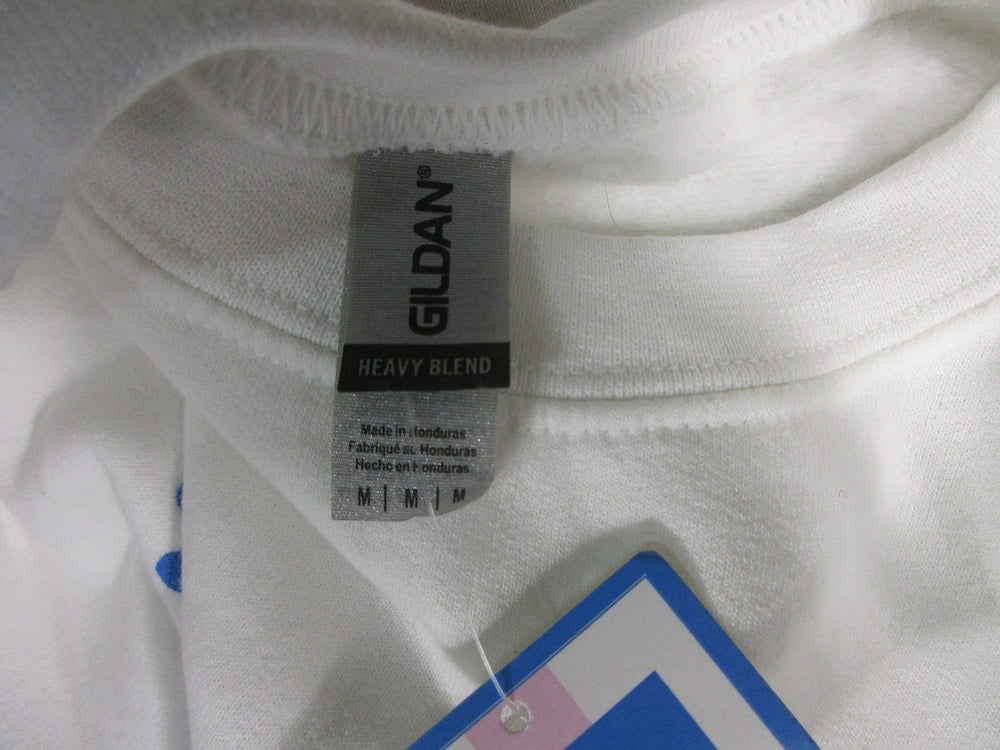 GILDAN®
HEAVY BLEND
Made in Honduras
Fabriqué au Honduras
Hecho en Honduras
M | M | M